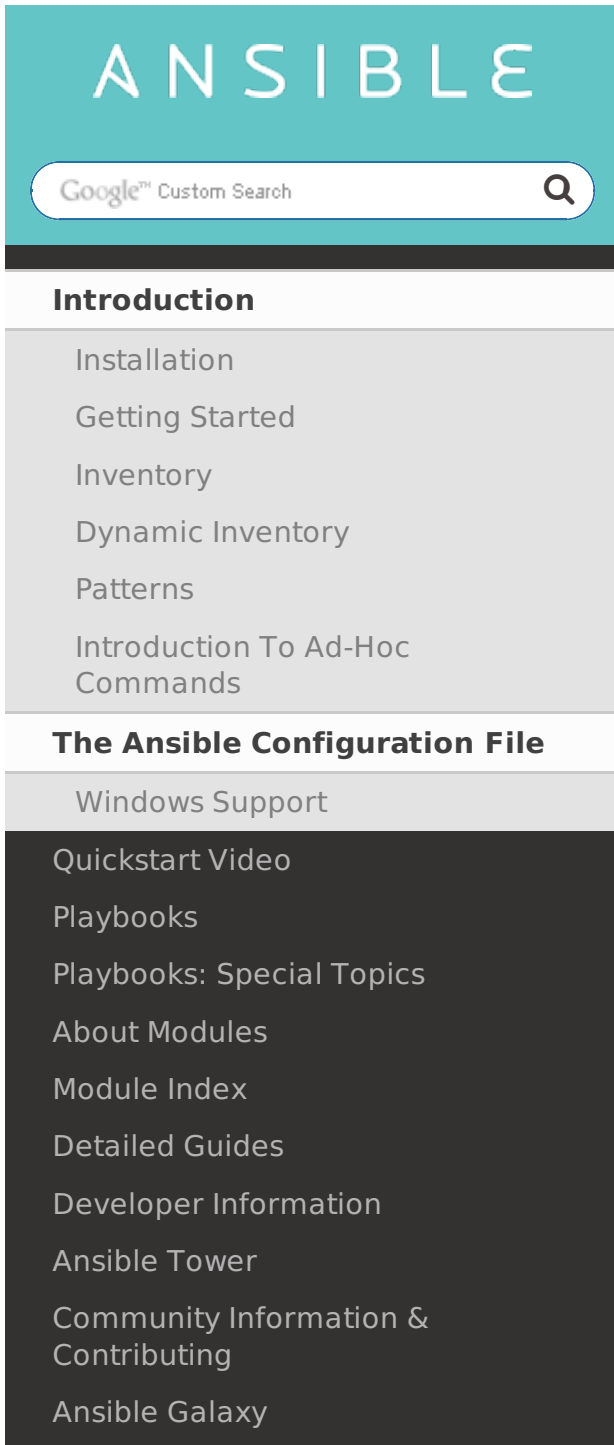 ANSIBLE
Google™ Custom Search
Introduction
Installation
Getting Started
Inventory
Dynamic Inventory
Patterns
Introduction To Ad-Hoc
Commands
The Ansible Configuration File
Windows Support
Quickstart Video
Playbooks
Playbooks: Special Topics
About Modules
Module Index
Detailed Guides
Developer Information
Ansible Tower
Community Information &
Contributing
Ansible Galaxy